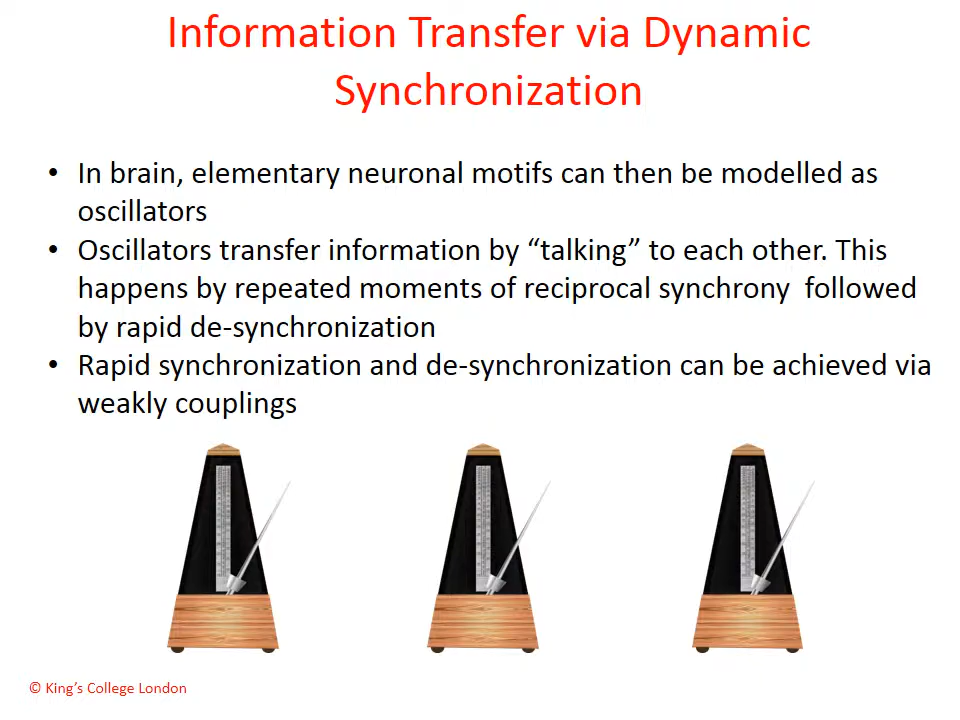 Information Transfer via Dynamic
Synchronization
• In brain, elementary neuronal motifs can then be modelled as
oscillators
• Oscillators transfer information by “talking” to each other. This
happens by repeated moments of reciprocal synchrony  followed
by rapid de-synchronization
• Rapid synchronization and de-synchronization can be achieved via
weakly couplings
© King’s College London